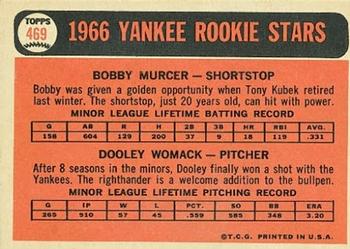 TOPPS
469
1966 YANKEE ROOKIE STARS
BOBBY MURCER — SHORTSTOP
Bobby was given a golden opportunity when Tony Kubek retired
last winter. The shortstop, just 20 years old, can hit with power.
MINOR LEAGUE LIFETIME BATTING RECORD
G AB R H 2B 3B HR RBI AVG.
158 604 129 200 37 9 18 119 .331
DOOLEY WOMACK — PITCHER
After 8 seasons in the minors, Dooley finally won a shot with the
Yankees. The righthander is a welcome addition to the bullpen.
MINOR LEAGUE LIFETIME PITCHING RECORD
G IP W L PCT. SO BB ERA
265 910 57 45 .559 585 348 3.20
©T.C.G. PRINTED IN U.S.A.